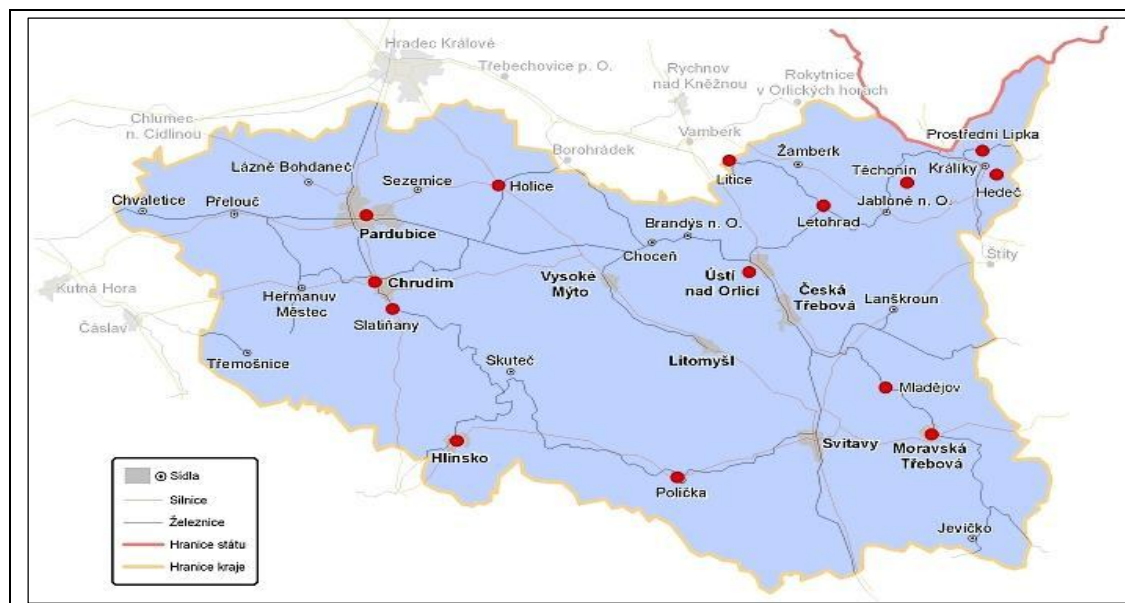 Hradec Králové
Třebechovice p. O.
Rychnov
nad Kněžnou
Rokytnice
v Orlických horách
Chlumec
n. Cidlinou
Vamberk
Borohrádek
Prostřední Lipka
Žamberk
Lázně Bohdaneč
Sezemice
Holice
Litice
Těchonín
Králíky
Hedeč
Chvaletice
Přelouč
Letohrad
Jabloné n. O.
Pardubice
Brandýs n. O.
Choceň
Štíty
Kutná Hora
Chrudim
Vysoké
Mýto
Ústí
nad Orlicí
Česká
Třebová
Lanškroun
Heřmanuv
Městec
Čáslav
Slatiňany
Třemošnice
Skuteč
Litomyšl
Mladějov
Hlinsko
Svitavy
Moravská
Třebová
Polička
Jevíčko
Sídla
Silnice
Železnice
Hranice státu
Hranice kraje